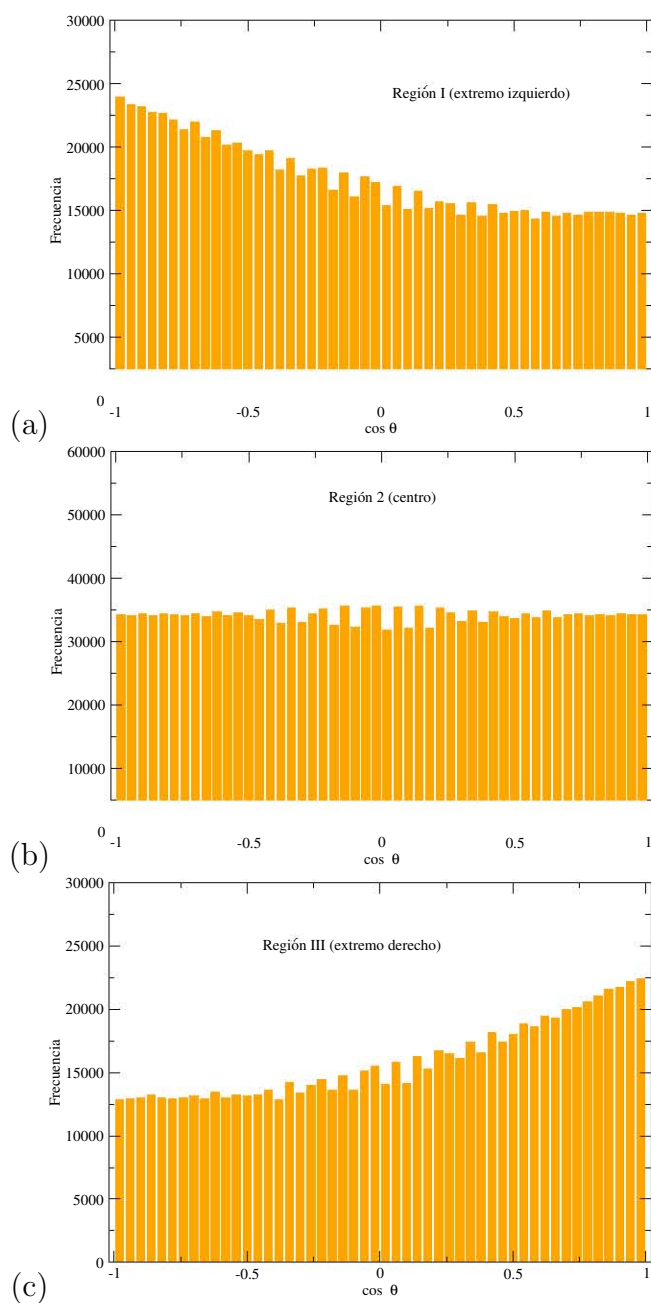 30000
25000
Región I (extremo izquierdo)
20000
Frecuencia
15000
10000
5000
0
-1 -0.5 0 0.5 1
cos θ
(a)
60000
50000
Región 2 (centro)
40000
Frecuencia
30000
20000
10000
0
-1 -0.5 0 0.5 1
cos θ
(b)
30000
25000
Región III (extremo derecho)
20000
Frecuencia
15000
10000
5000
0
-1 -0.5 0 0.5 1
cos θ
(c)